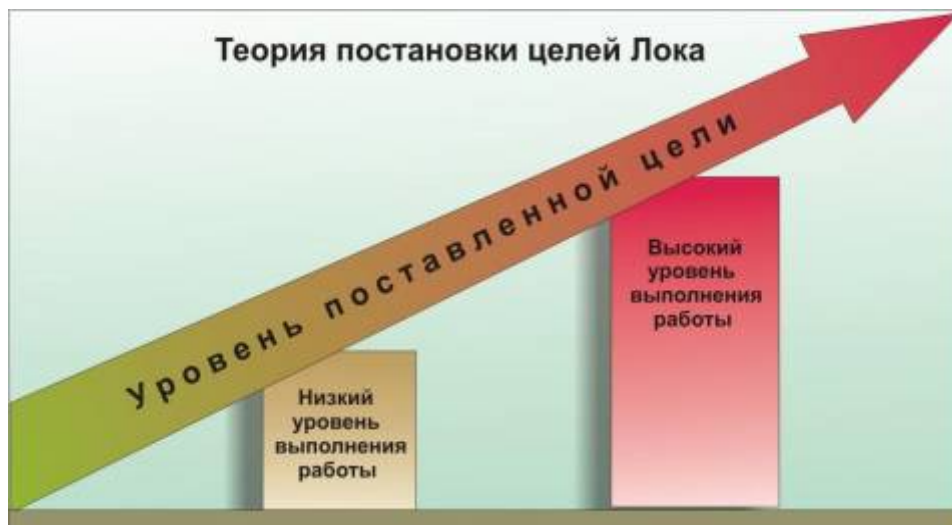 Теория постановки целей Лока
Уровень поставленной цели
Высокий
уровень
выполнения
работы
Низкий
уровень
выполнения
работы